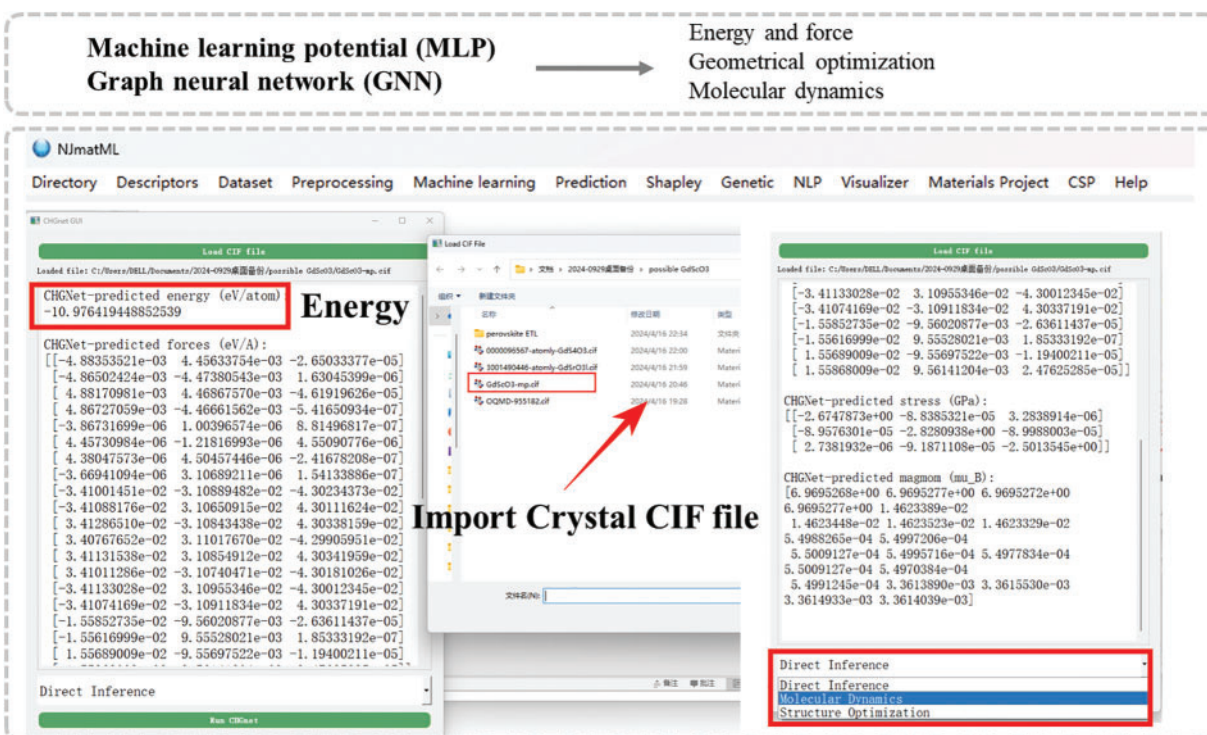 Machine learning potential (MLP)
Graph neural network (GNN)
Energy and force
Geometrical optimization
Molecular dynamics
NJmatML
Directory Descriptors Dataset Preprocessing Machine learning Prediction Shapley Genetic NLP Visualizer Materials Project CSP Help
CHGnet GUI
Load CIF file
Loaded file: C:/Users/DELL/Documents/2024-0929桌面备份/possible GdScO3/GdScO3-mp.cif
CHGNet-predicted energy (eV/atom):
-10.976419448852539
Energy
CHGNet-predicted forces (eV/A):
[[-4.88353521e-03 4.45633754e-03 -2.65033377e-05]
[-4.86502424e-03 -4.47380543e-03 1.63045399e-06]
[ 4.88170981e-03 4.46867570e-03 -4.61919626e-05]
[ 4.86727059e-03 -4.46661562e-03 -5.41650934e-07]
[-3.86731699e-06 1.00396574e-06 8.81496817e-07]
[ 4.45730984e-06 -1.21816993e-06 4.55090776e-06]
[ 4.38047573e-06 4.50457446e-06 -2.41678208e-07]
[-3.66941094e-06 3.10689211e-06 1.54133886e-07]
[-3.41001451e-02 -3.10889482e-02 -4.30234373e-02]
[-3.41088176e-02 3.10650915e-02 4.30111624e-02]
[ 3.41286510e-02 -3.10843438e-02 4.30338159e-02]
[ 3.40767652e-02 3.11017670e-02 -4.29905951e-02]
[ 3.41131538e-02 3.10854912e-02 4.30341959e-02]
[ 3.41011286e-02 -3.10740471e-02 -4.30181026e-02]
[-3.41133028e-02 3.10955346e-02 -4.30012345e-02]
[-3.41074169e-02 -3.10911834e-02 4.30337191e-02]
[-1.55852735e-02 -9.56020877e-03 -2.63611437e-05]
[-1.55616999e-02 9.55528021e-03 1.85333192e-07]
[ 1.55689009e-02 -9.55697522e-03 -1.19400211e-05]
Direct Inference
Run CHGnet
Load CIF File
文档 › 2024-0929桌面备份 › possible GdScO3
组织 新建文件夹
名称 修改日期 类型
perovskite ETL 2024/4/16 22:34 文件夹
0000096567-atomly-GdS4O3.cif 2024/4/16 22:00 Materi
3001490446-atomly-GdSrO3l.cif 2024/4/16 21:59 Materi
GdScO3-mp.cif 2024/4/16 20:46 Materi
OQMD-955182.cif 2024/4/16 19:28 Materi
Import Crystal CIF file
文件名(N):
备注 批注
Load CIF file
Loaded file: C:/Users/DELL/Documents/2024-0929桌面备份/possible GdScO3/GdScO3-mp.cif
[-3.41133028e-02 3.10955346e-02 -4.30012345e-02]
[-3.41074169e-02 -3.10911834e-02 4.30337191e-02]
[-1.55852735e-02 -9.56020877e-03 -2.63611437e-05]
[-1.55616999e-02 9.55528021e-03 1.85333192e-07]
[ 1.55689009e-02 -9.55697522e-03 -1.19400211e-05]
[ 1.55868009e-02 9.56141204e-03 2.47625285e-05]]
CHGNet-predicted stress (GPa):
[[-2.6747873e+00 -8.8385321e-05 3.2838914e-06]
[-8.9576301e-05 -2.8280938e+00 -8.9988003e-05]
[ 2.7381932e-06 -9.1871108e-05 -2.5013545e+00]]
CHGNet-predicted magmom (mu_B):
[6.9695268e+00 6.9695277e+00 6.9695272e+00
6.9695277e+00 1.4623389e-02
1.4623448e-02 1.4623523e-02 1.4623329e-02
5.4988265e-04 5.4997206e-04
5.5009127e-04 5.4995716e-04 5.4977834e-04
5.5009127e-04 5.4970384e-04
5.4991245e-04 3.3613890e-03 3.3615530e-03
3.3614933e-03 3.3614039e-03]
Direct Inference
Direct Inference
Molecular Dynamics
Structure Optimization